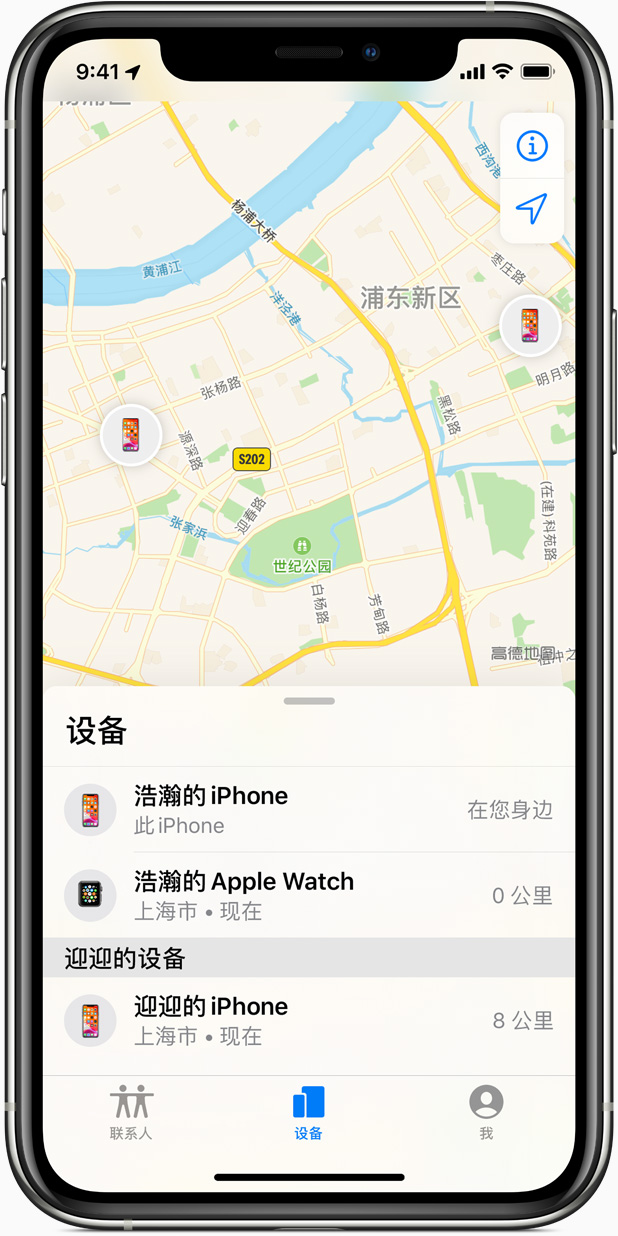 9:41
杨浦区
西沟港
杨浦大桥
枣庄路
黄浦江
浦东新区
洋泾港
明月路
张杨路
黑松路
源深路
S202
(在建)科苑路
迎春路
张家浜
世纪公园
白杨路
芳甸路
高德地图
设备
浩瀚的 iPhone
此 iPhone
在您身边
浩瀚的 Apple Watch
上海市 • 现在
0 公里
迎迎的设备
迎迎的 iPhone
上海市 • 现在
8 公里
联系人
设备
我